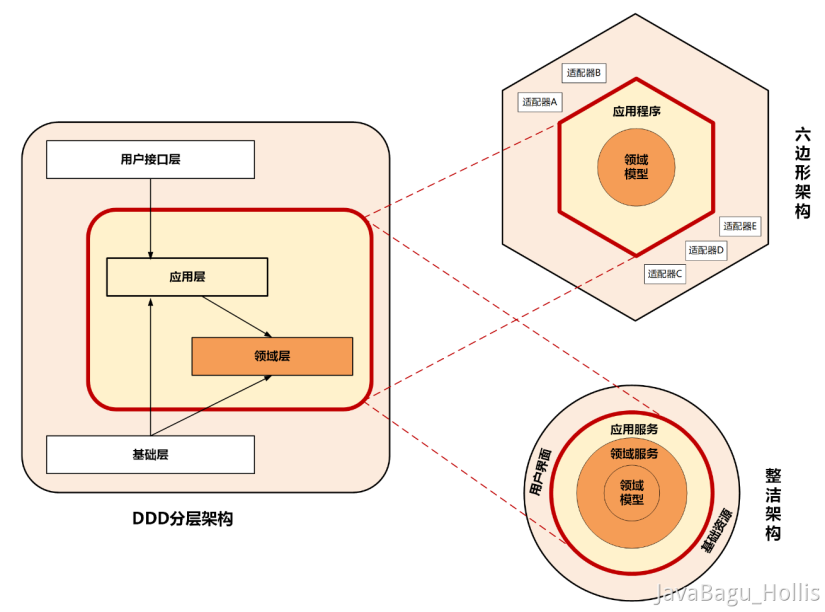 用户接口层
应用层
领域层
基础层
DDD分层架构
适配器B
适配器A
应用程序
领域
模型
适配器E
适配器D
适配器C
六边形架构
应用服务
领域服务
领域
模型
用户界面
基础资源
整洁架构
JavaBagu_Hollis